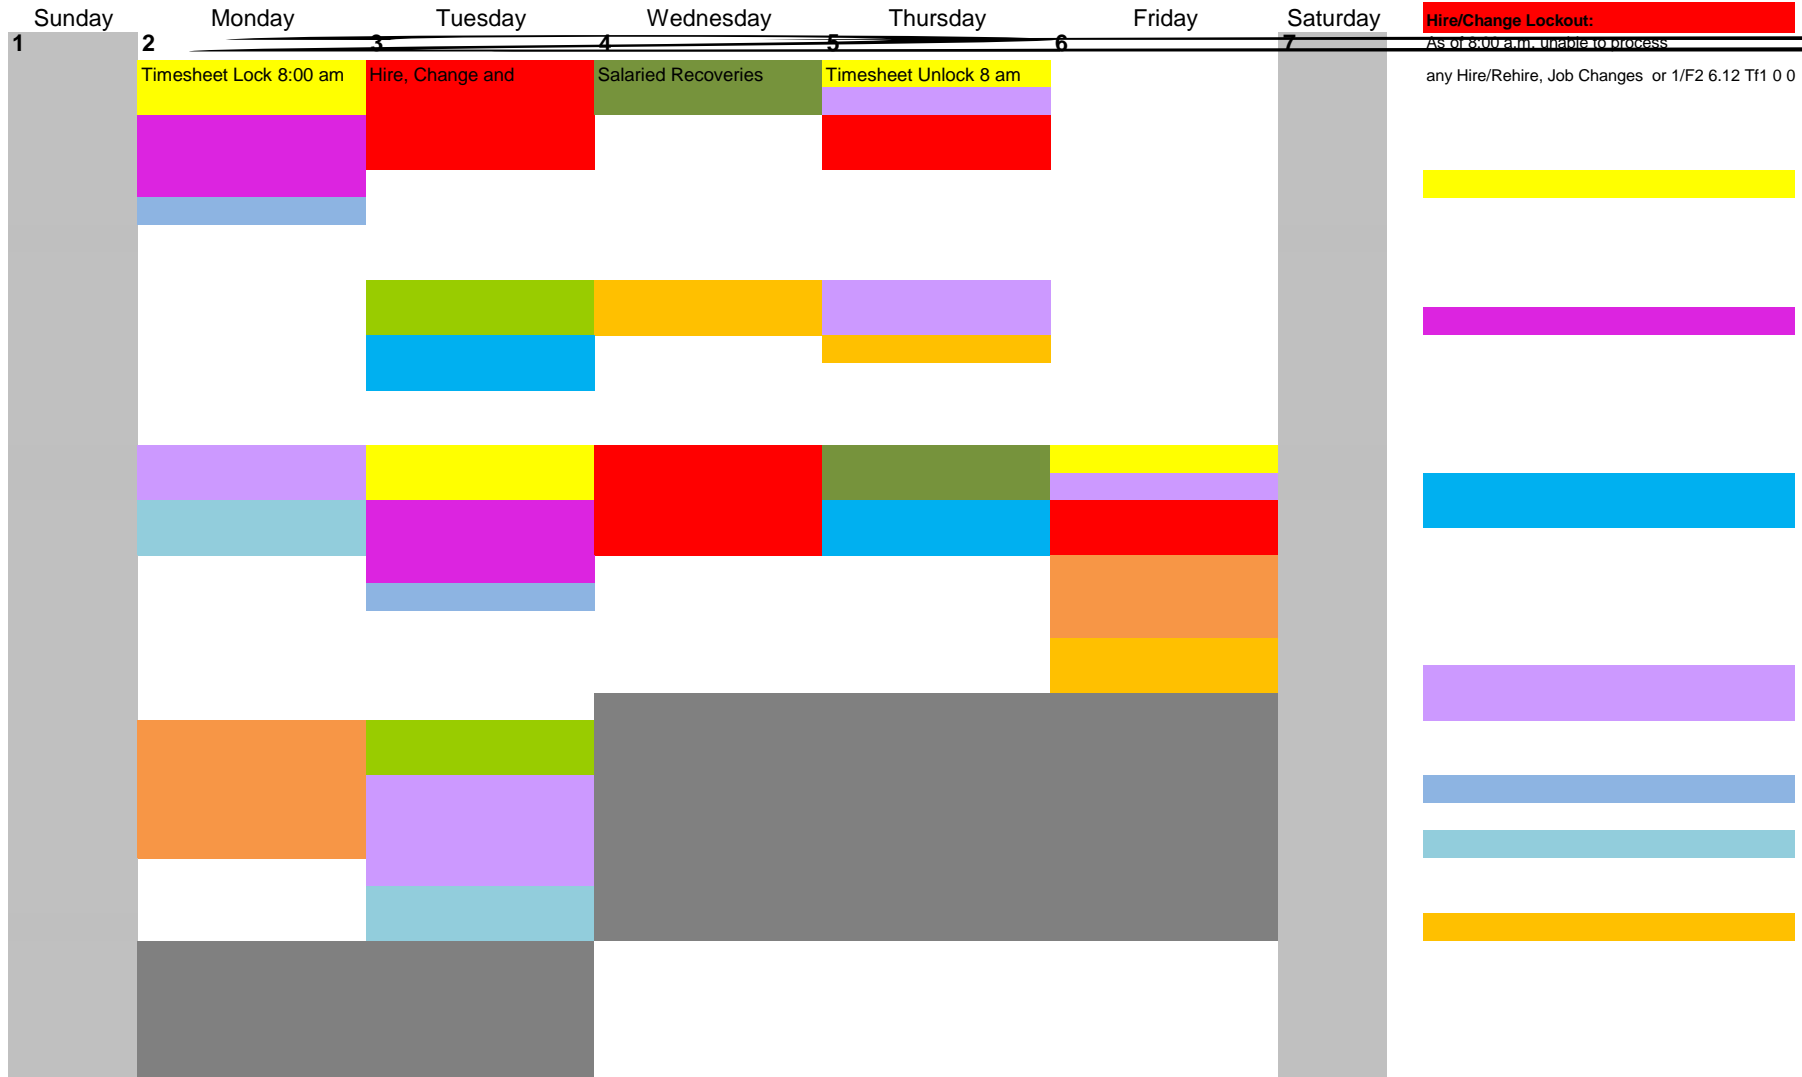 Sunday Monday Tuesday Wednesday Thursday Friday Saturday Hire/Change Lockout:
1 2 3 4 5 6 7 As of 8:00 a.m. unable to process
Timesheet Lock 8:00 am Hire, Change and Salaried Recoveries Timesheet Unlock 8 am any Hire/Rehire, Job Changes or 1/F2 6.12 Tf1 0 0